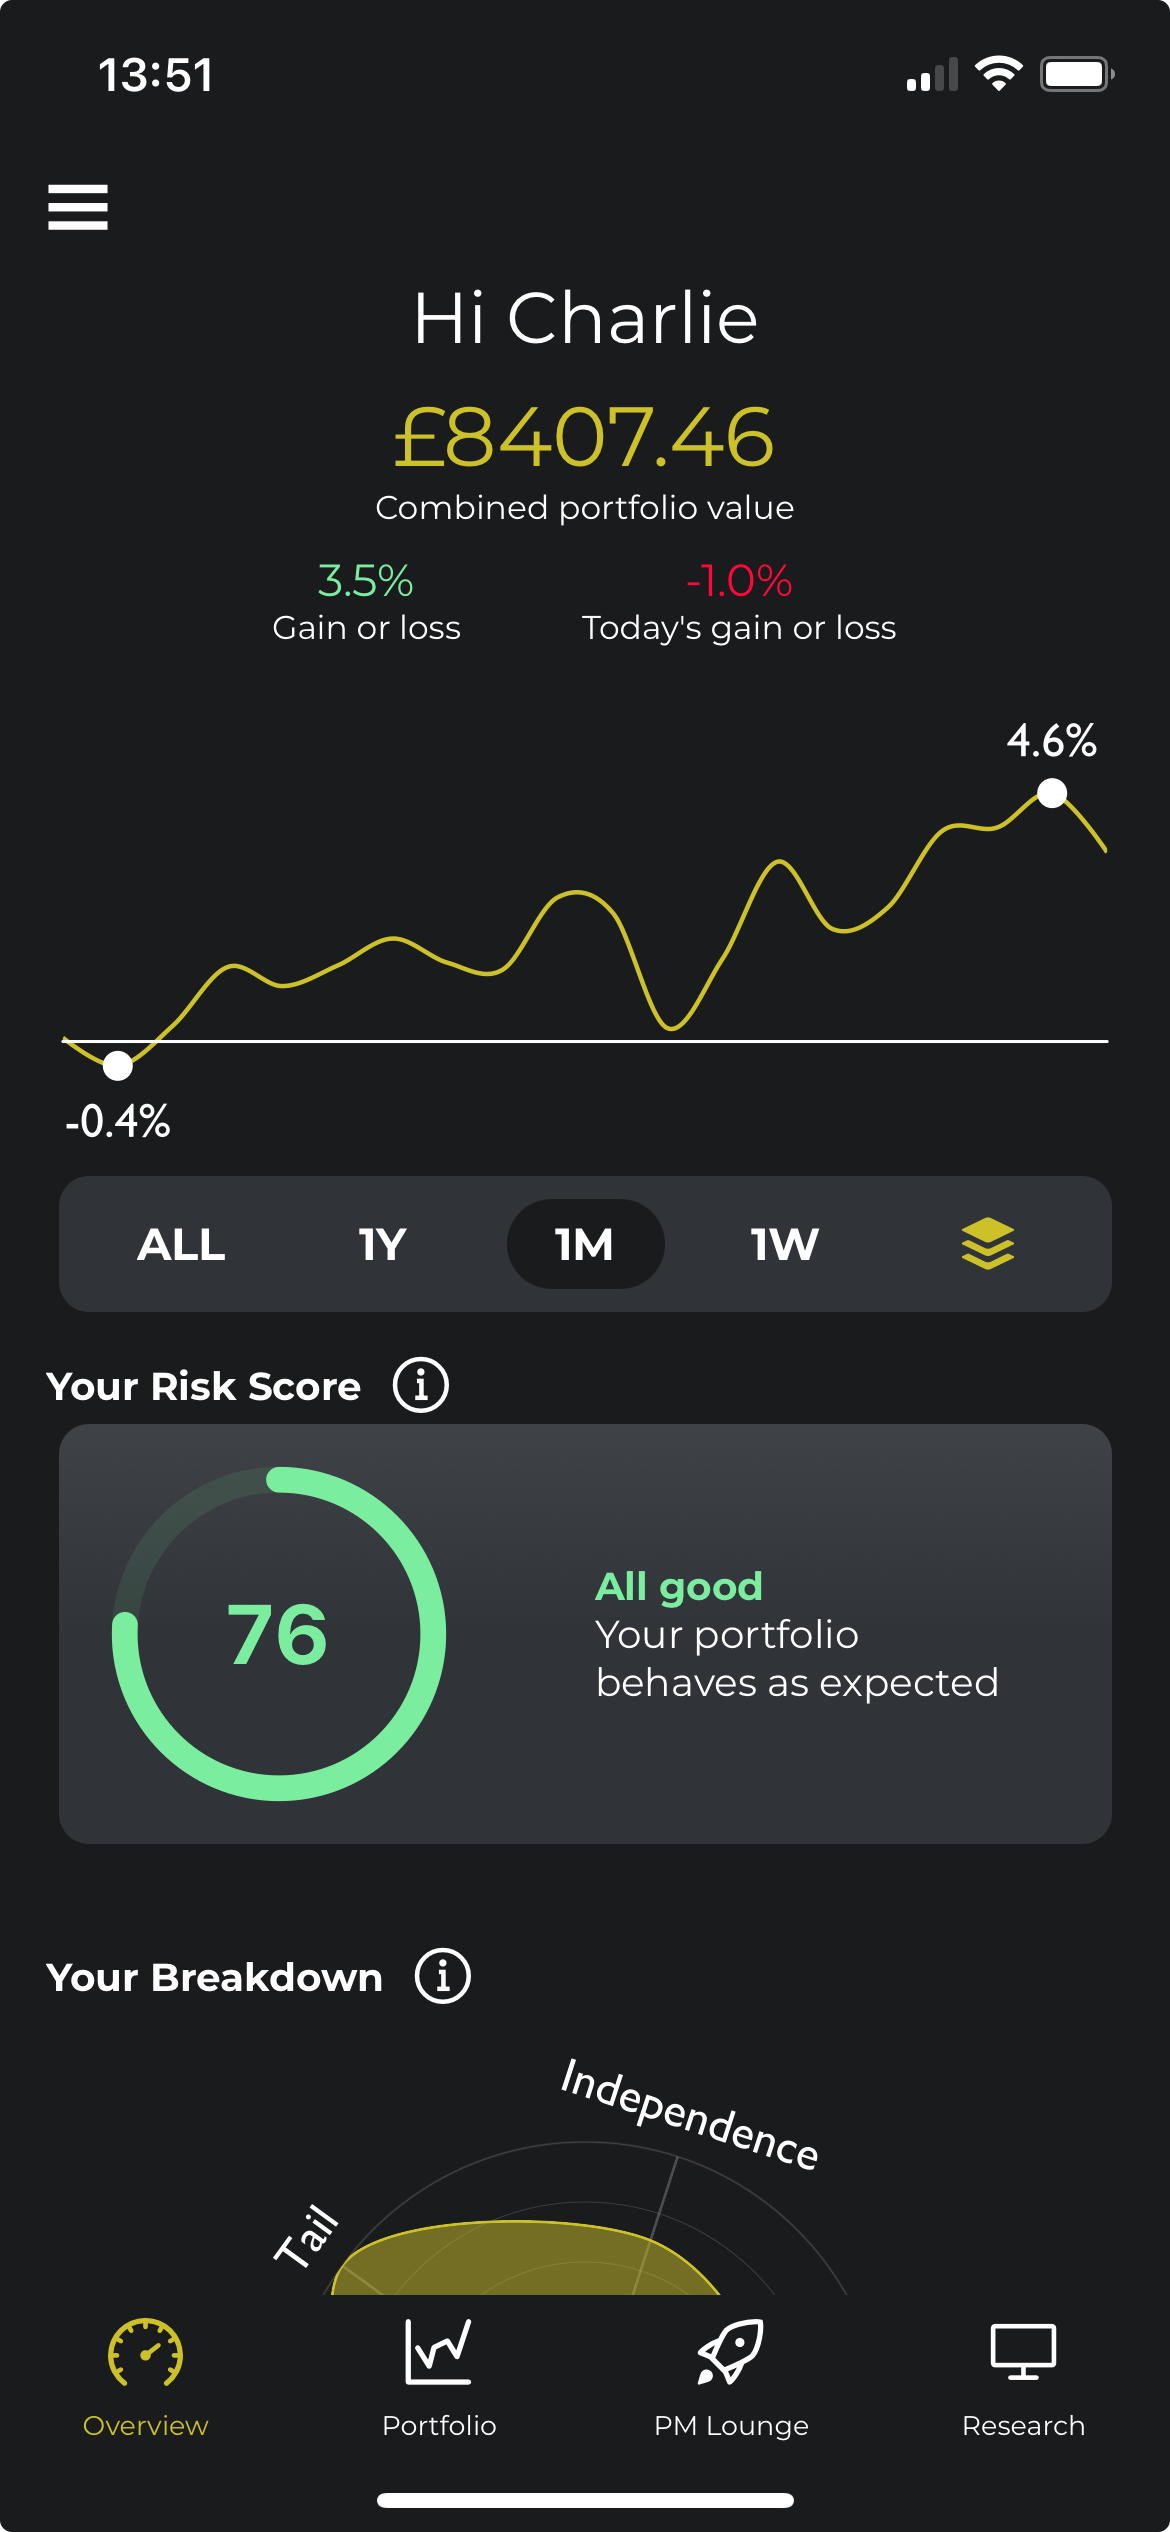 13:51
Hi Charlie
£8407.46
Combined portfolio value
3.5%
-1.0%
Gain or loss
Today's gain or loss
4.6%
-0.4%
ALL 1Y 1M 1W
Your Risk Score
76
All good
Your portfolio
behaves as expected
Your Breakdown
Independence
Tail
Overview Portfolio PM Lounge Research